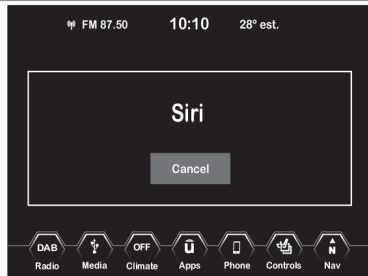 FM 87.50 10:10 28° est.
Siri
Cancel
DAB OFF û N
Radio Media Climate Apps Phone Controls Nav